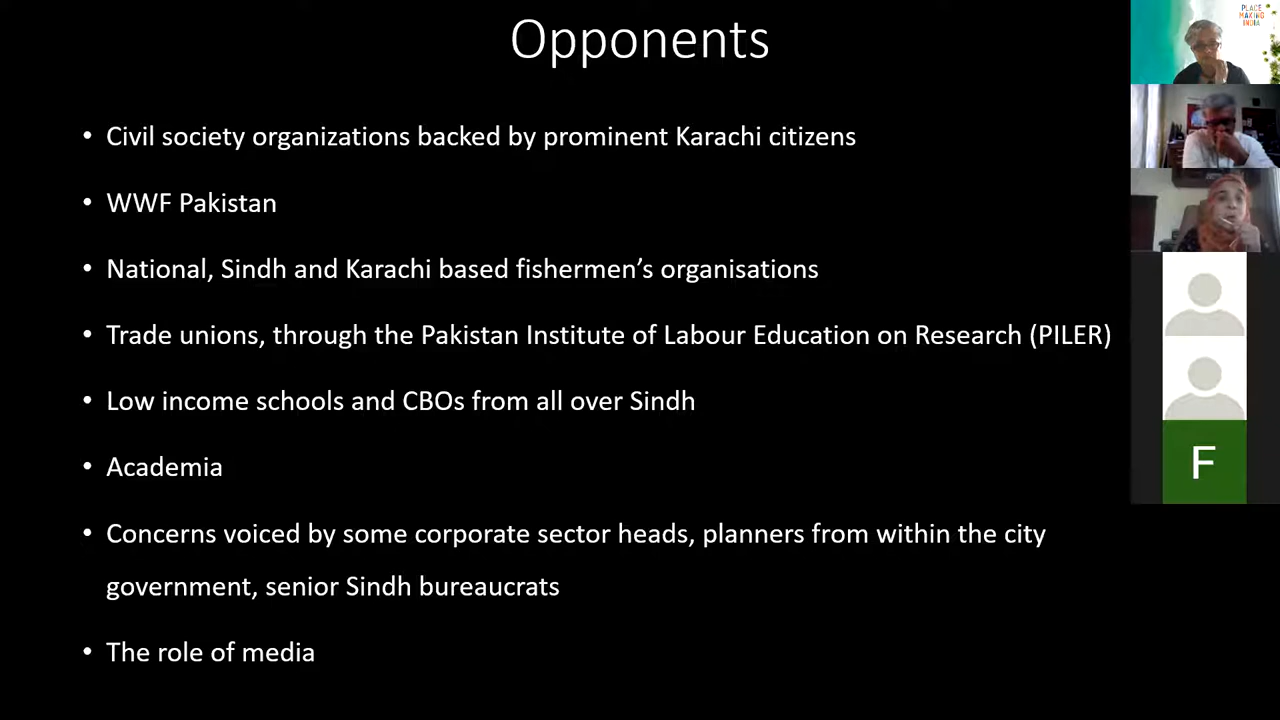 Opponents
• Civil society organizations backed by prominent Karachi citizens
• WWF Pakistan
• National, Sindh and Karachi based fishermen’s organisations
• Trade unions, through the Pakistan Institute of Labour Education on Research (PILER)
• Low income schools and CBOs from all over Sindh
• Academia
• Concerns voiced by some corporate sector heads, planners from within the city
government, senior Sindh bureaucrats
• The role of media
PLACE
MAKING
INDIA
F